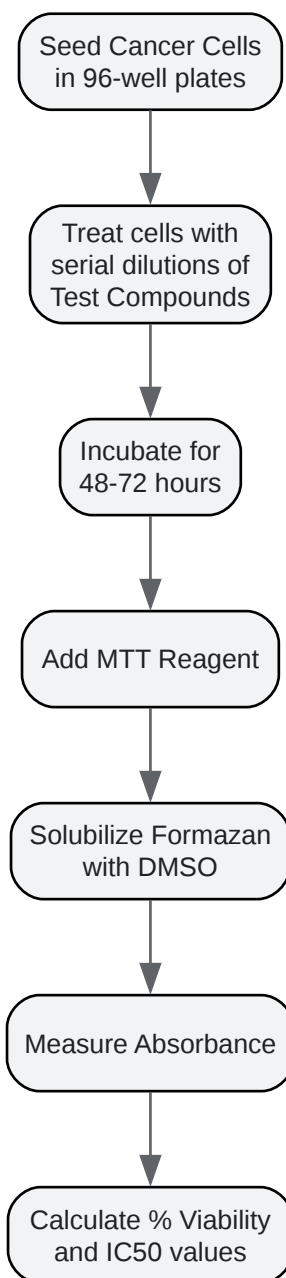 Seed Cancer Cells
in 96-well plates
Treat cells with
serial dilutions of
Test Compounds
Incubate for
48-72 hours
Add MTT Reagent
Solubilize Formazan
with DMSO
Measure Absorbance
Calculate % Viability
and IC50 values